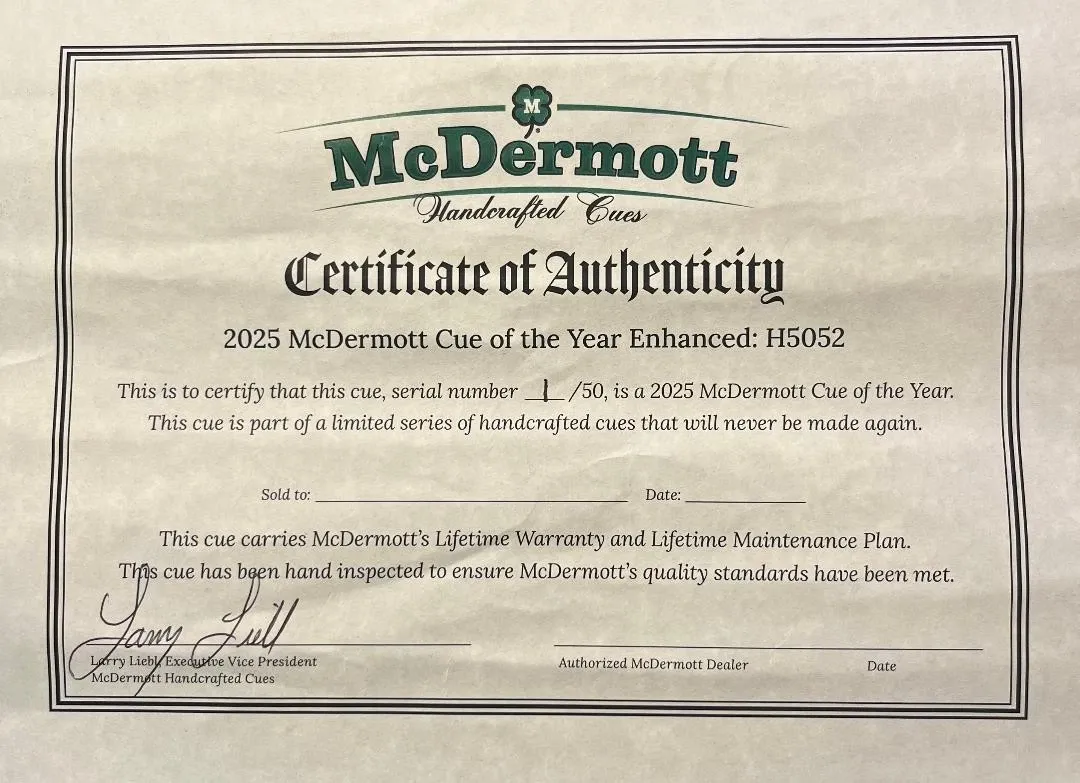 M
McDermott
Handcrafted Cues
Certificate of Authenticity
2025 McDermott Cue of the Year Enhanced: H5052
This is to certify that this cue, serial number 1 /50, is a 2025 McDermott Cue of the Year.
This cue is part of a limited series of handcrafted cues that will never be made again.
Sold to: Date:
This cue carries McDermott's Lifetime Warranty and Lifetime Maintenance Plan.
This cue has been hand inspected to ensure McDermott's quality standards have been met.
Larry Liebl
Larry Liebl, Executive Vice President
McDermott Handcrafted Cues
Authorized McDermott Dealer Date